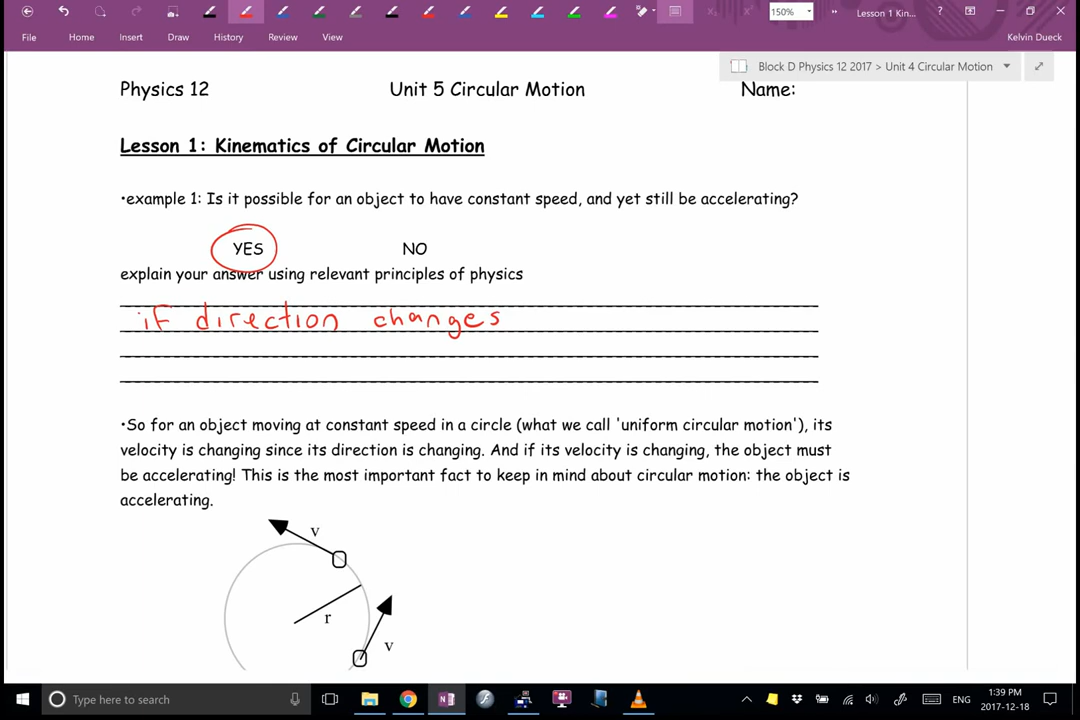 150%
Lesson 1 Kin...
File Home Insert Draw History Review View
Kelvin Dueck
Block D Physics 12 2017 > Unit 4 Circular Motion
Physics 12 Unit 5 Circular Motion Name:
Lesson 1: Kinematics of Circular Motion
•example 1: Is it possible for an object to have constant speed, and yet still be accelerating?
YES NO
explain your answer using relevant principles of physics
if direction changes
•So for an object moving at constant speed in a circle (what we call 'uniform circular motion'), its
velocity is changing since its direction is changing. And if its velocity is changing, the object must
be accelerating! This is the most important fact to keep in mind about circular motion: the object is
accelerating.
v
r
v
Type here to search
ENG
1:39 PM
2017-12-18